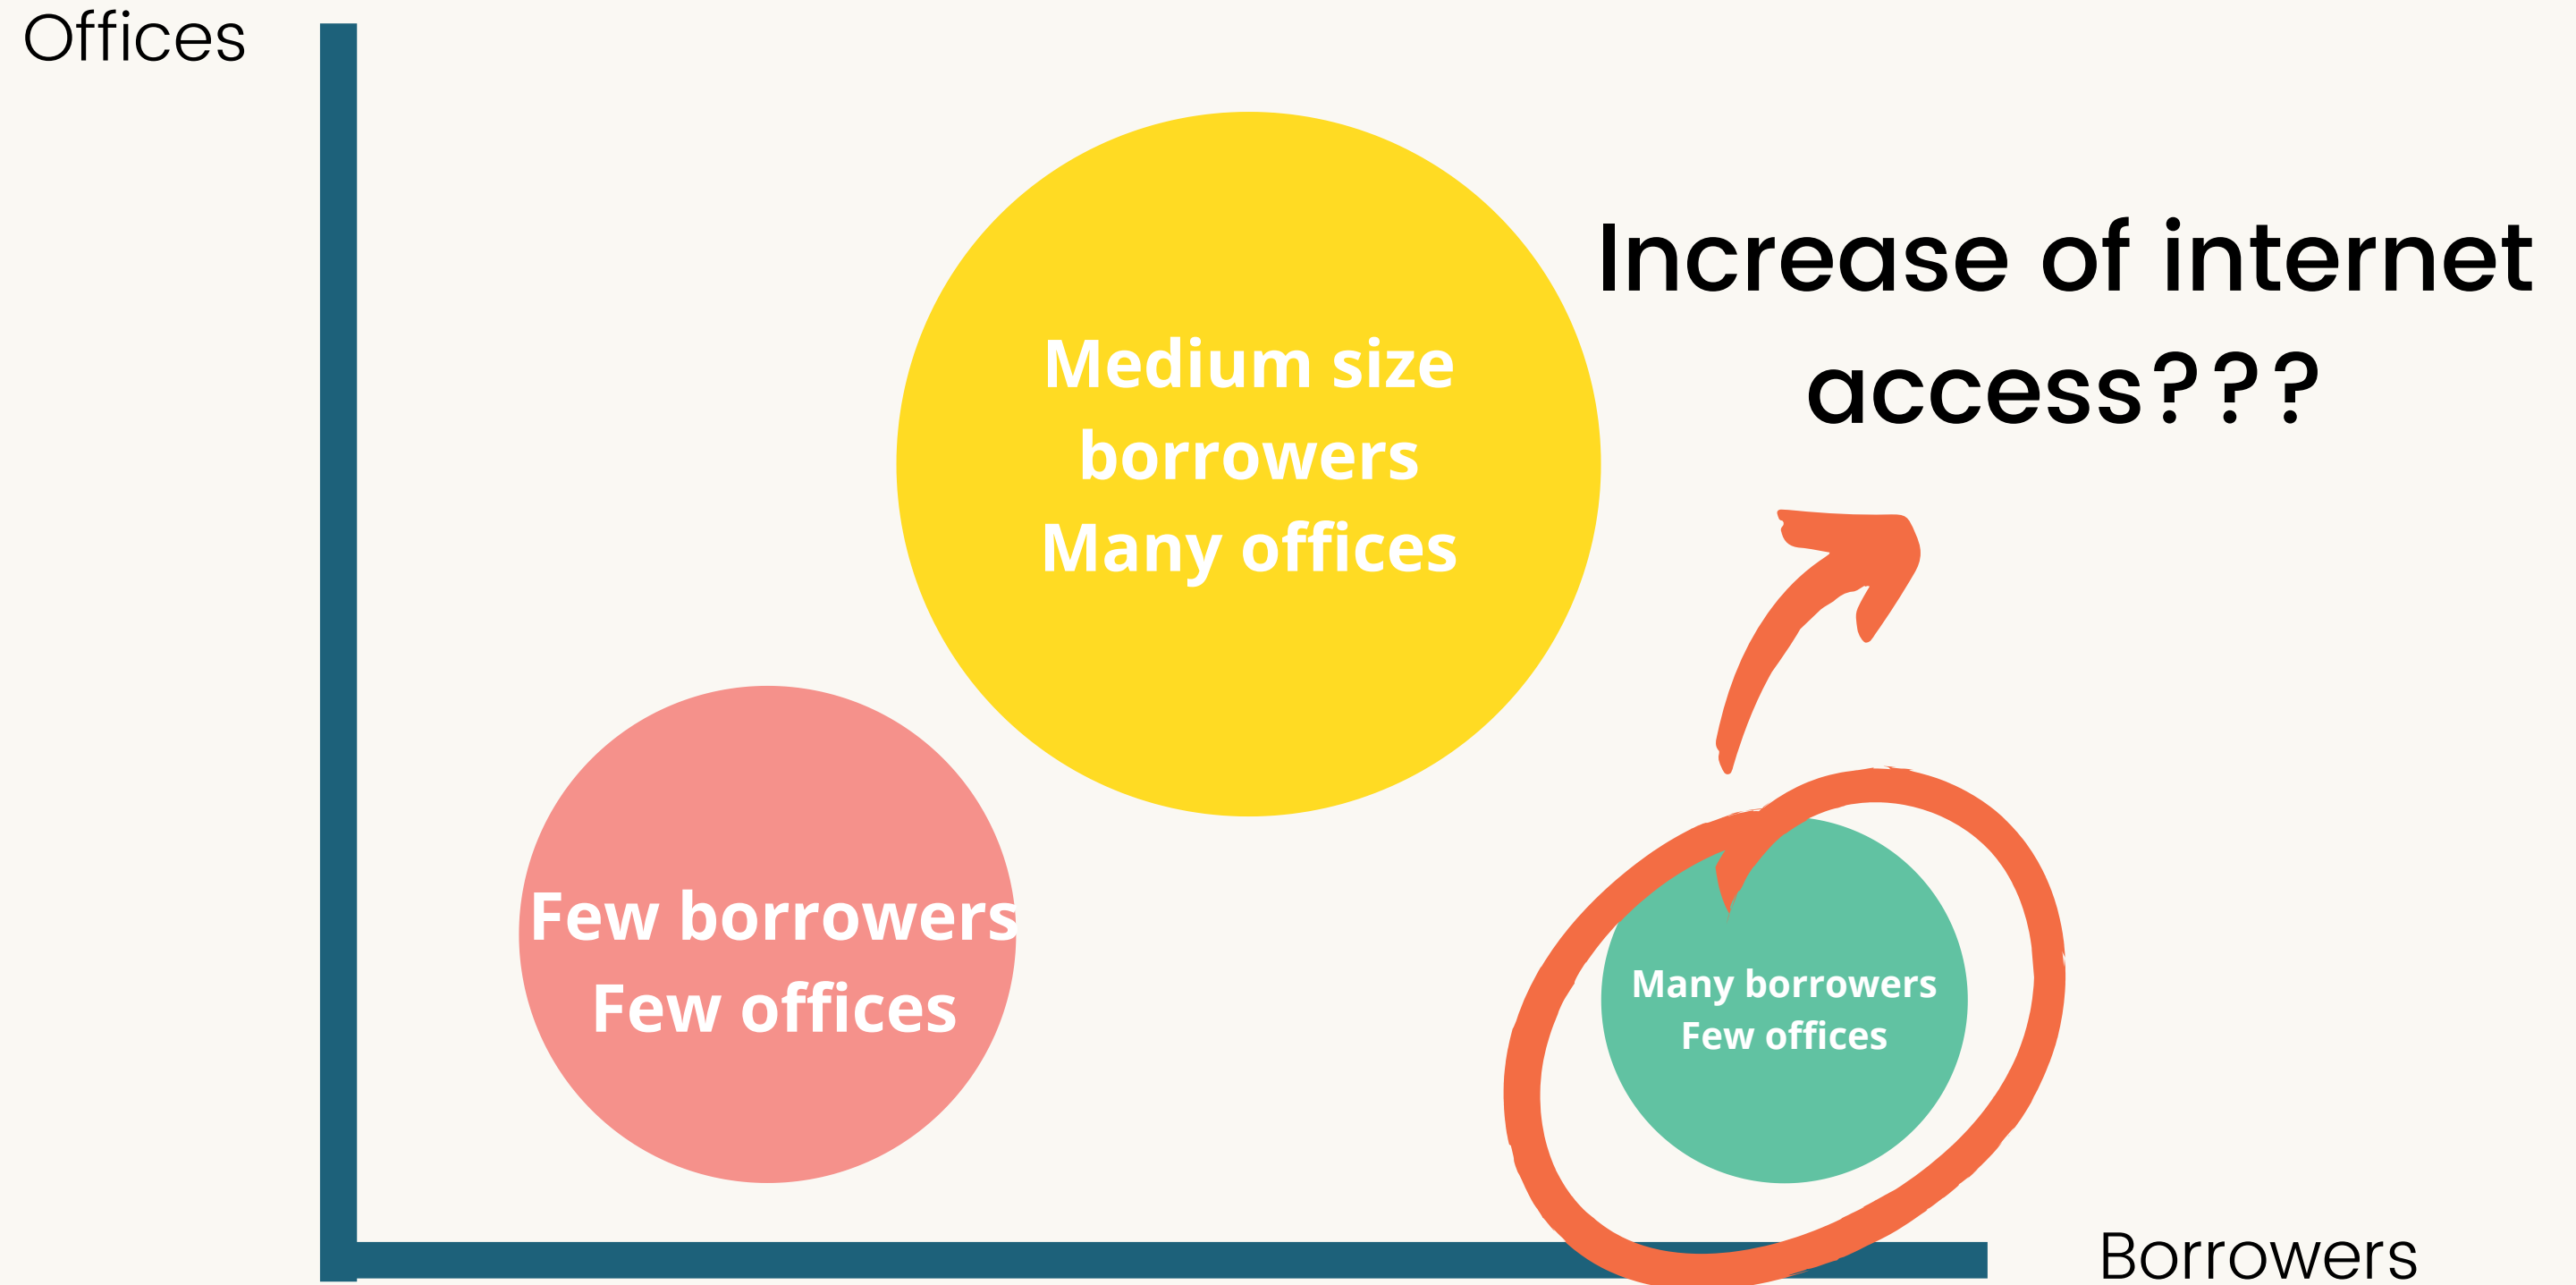 Offices
Increase of internet
access???
Medium size
borrowers
Many offices
Few borrowers
Few offices
Many borrowers
Few offices
Borrowers